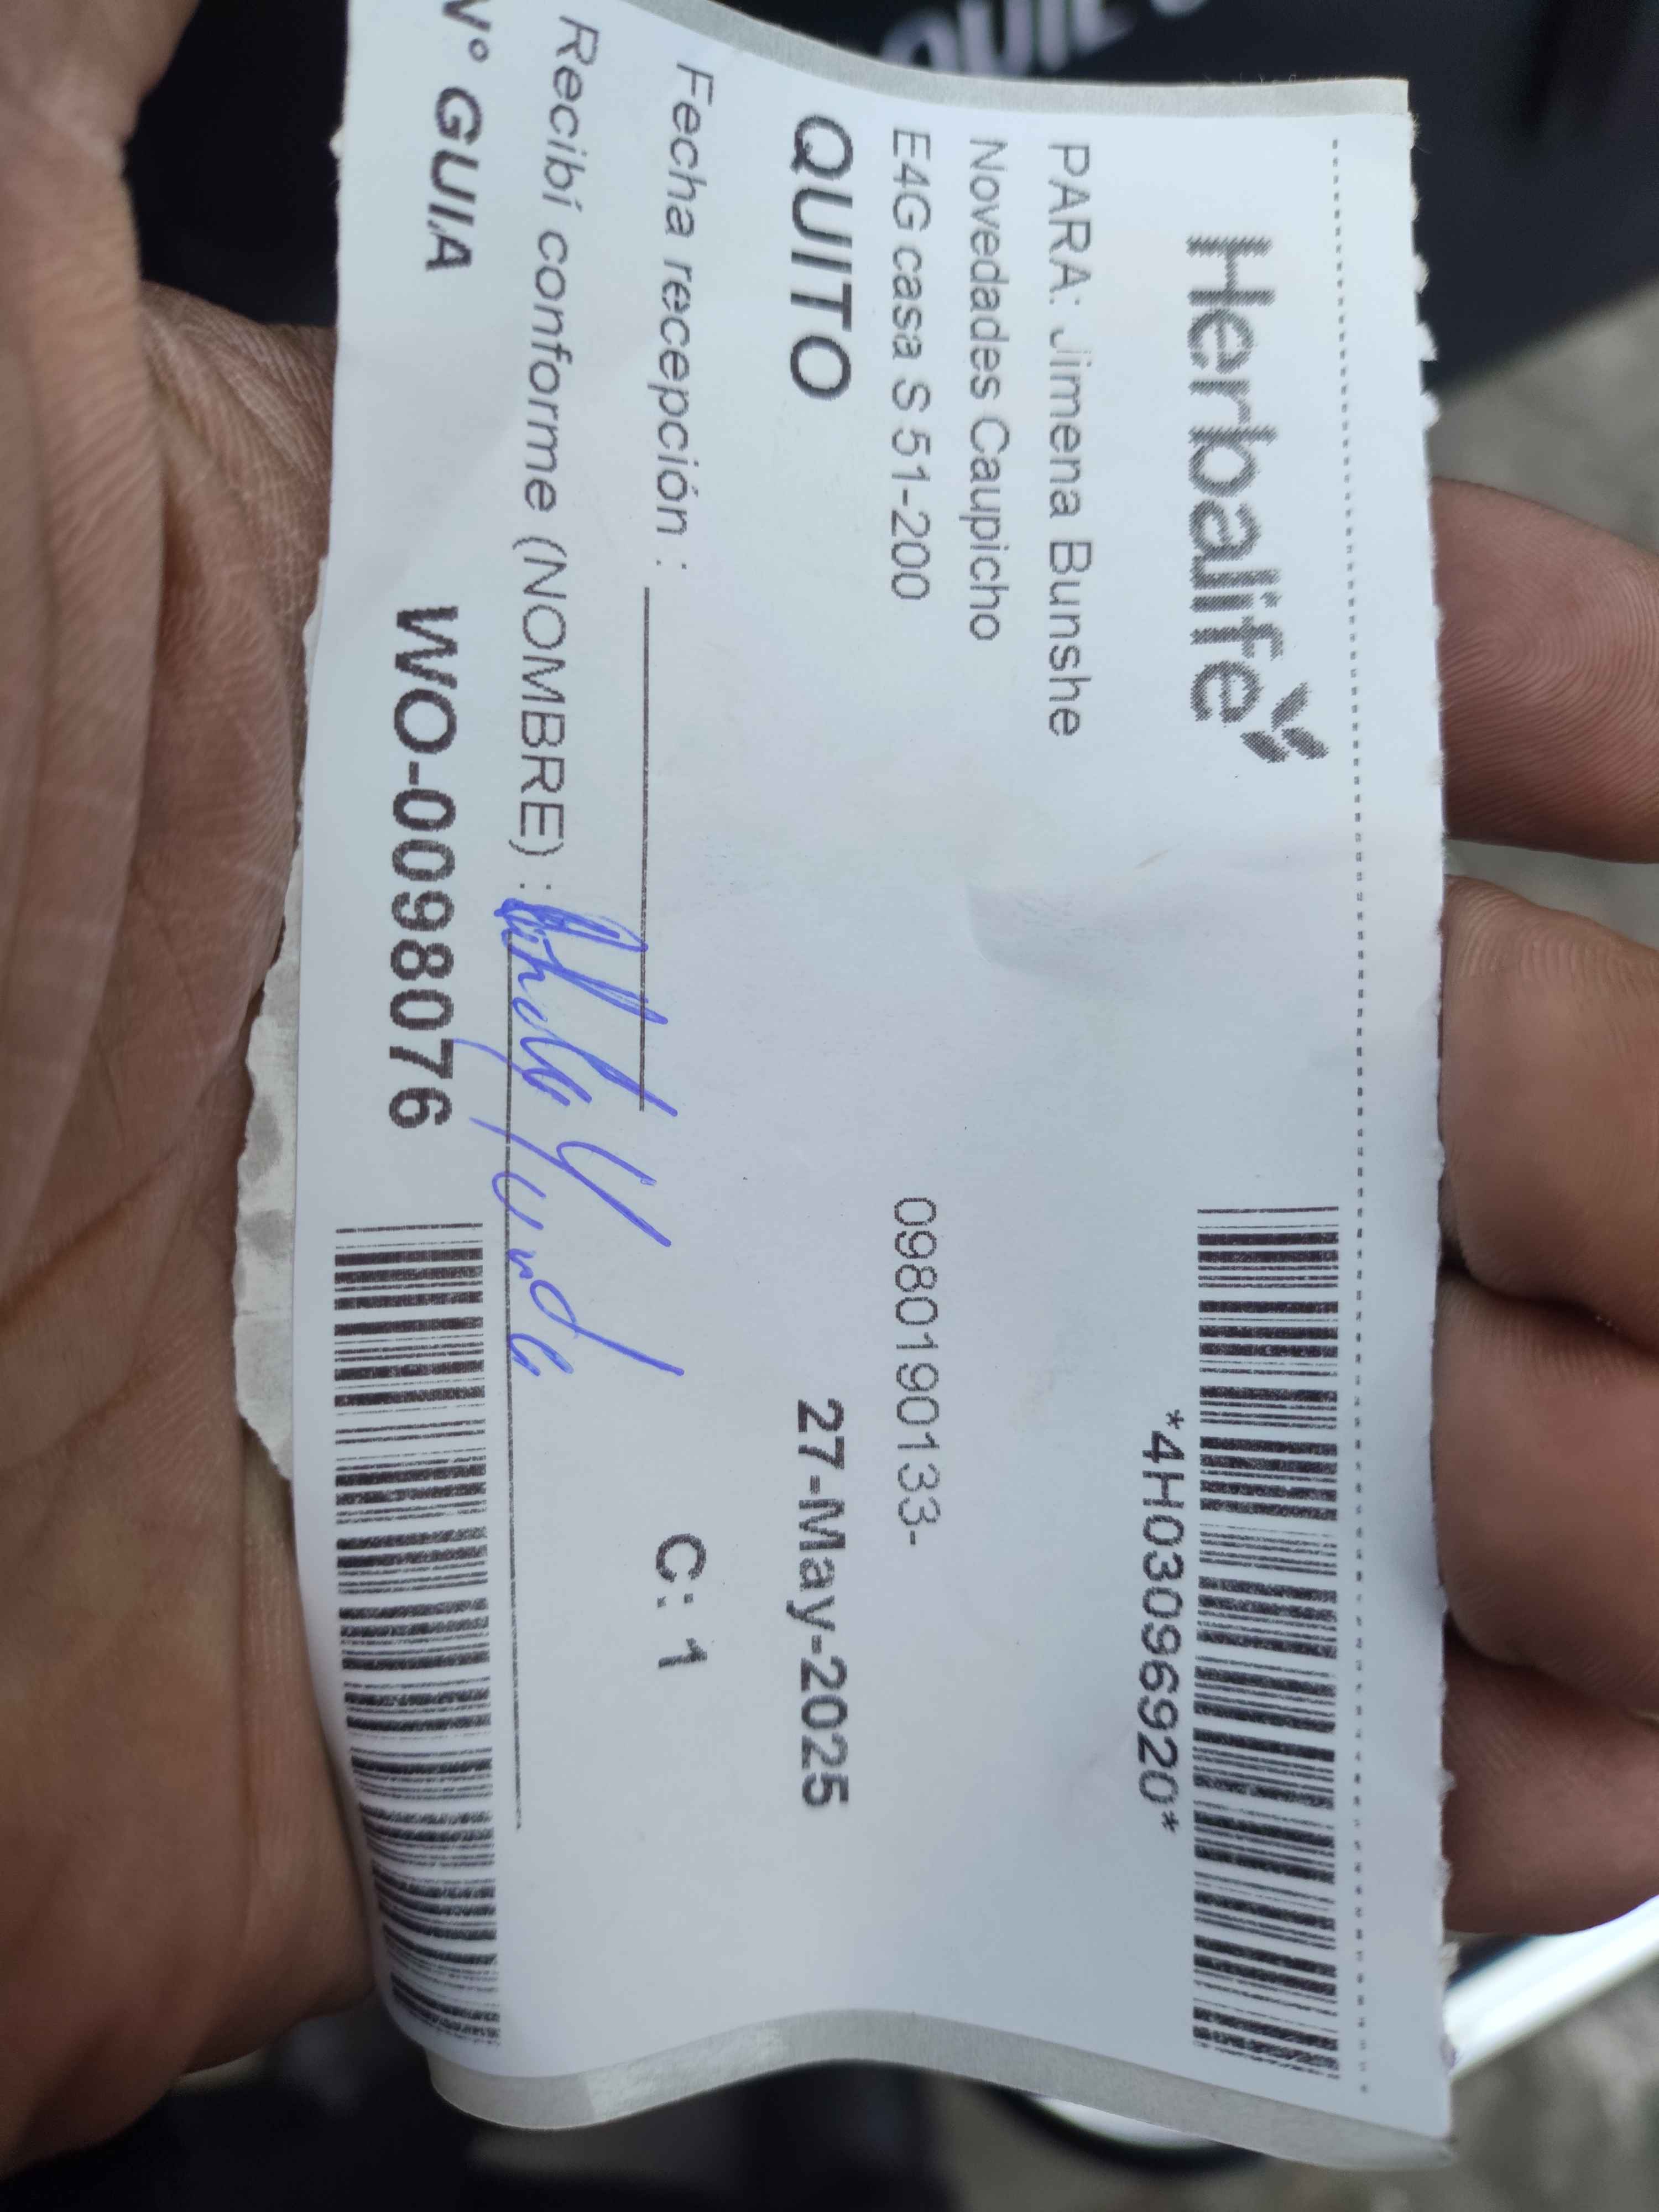 Herbalife
*4H03096920*
PARA: Jimena Bunshe
Novedades Caupicho
E4G casa S 51-200
0980190133-
QUITO
27-May-2025
Fecha recepción :
C: 1
Recibí conforme (NOMBRE) :
N° GUIA
WO-0098076